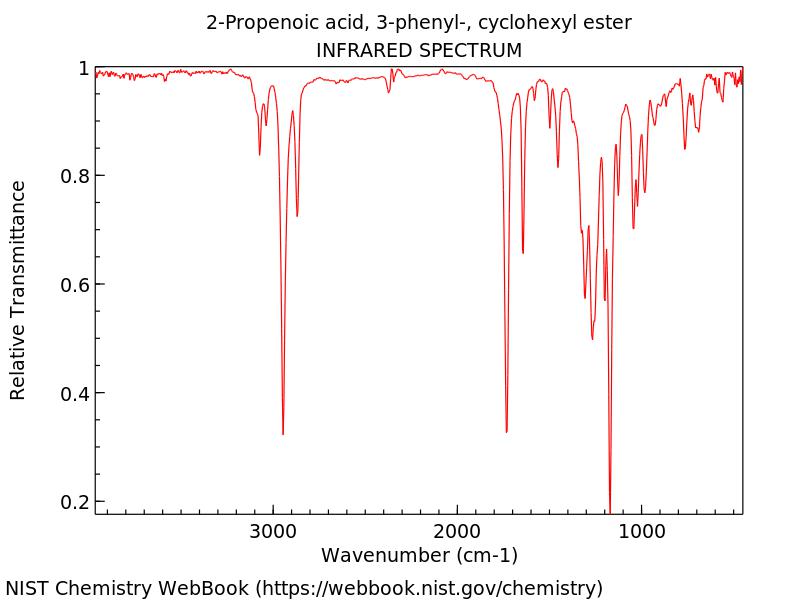 2-Propenoic acid, 3-phenyl-, cyclohexyl ester
INFRARED SPECTRUM
1
0.8
0.6
0.4
0.2
Relative Transmittance
3000 2000 1000
Wavenumber (cm-1)
NIST Chemistry WebBook (https://webbook.nist.gov/chemistry)